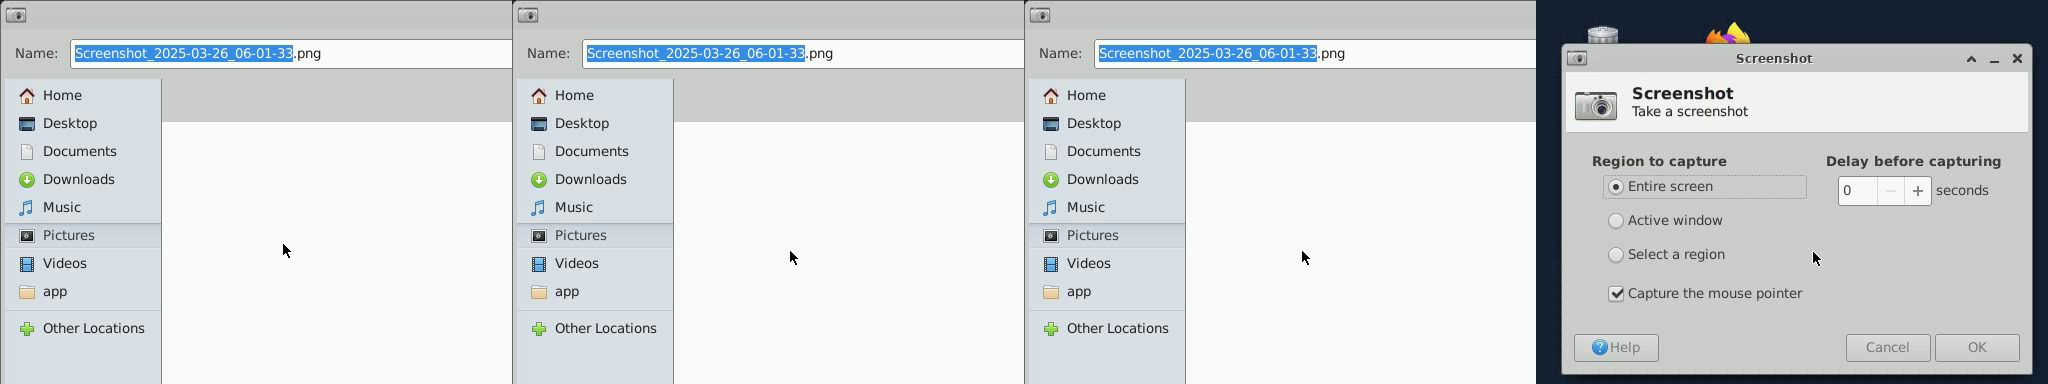 Name: Screenshot_2025-03-26_06-01-33.png
Home
Desktop
Documents
Downloads
Music
Pictures
Videos
app
Other Locations
Name: Screenshot_2025-03-26_06-01-33.png
Home
Desktop
Documents
Downloads
Music
Pictures
Videos
app
Other Locations
Name: Screenshot_2025-03-26_06-01-33.png
Home
Desktop
Documents
Downloads
Music
Pictures
Videos
app
Other Locations
Screenshot
Screenshot
Take a screenshot
Region to capture
Entire screen
Active window
Select a region
Capture the mouse pointer
Delay before capturing
0 seconds
Help
Cancel
OK